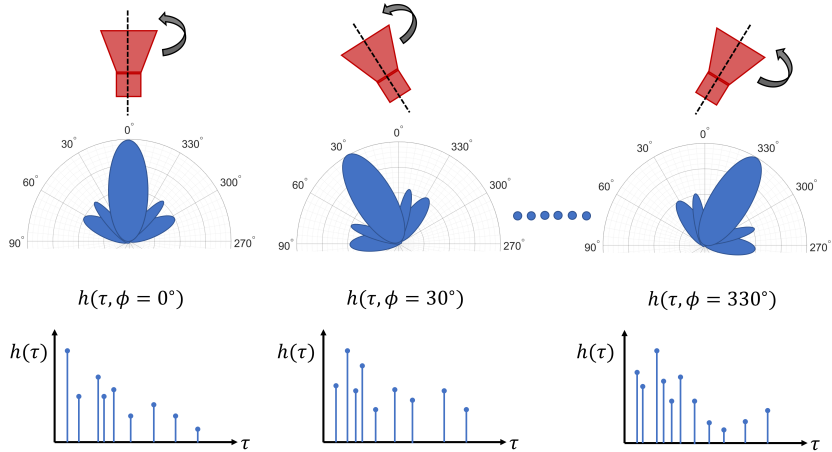 0° 0° 0°
30° 330° 30° 330° 30° 330°
60° 300° 60° 300° 60° 300°
90° 270° 90° 270° 90° 270°
h(τ, ϕ = 0°) h(τ, ϕ = 30°) h(τ, ϕ = 330°)
h(τ) h(τ) h(τ)
τ τ τ